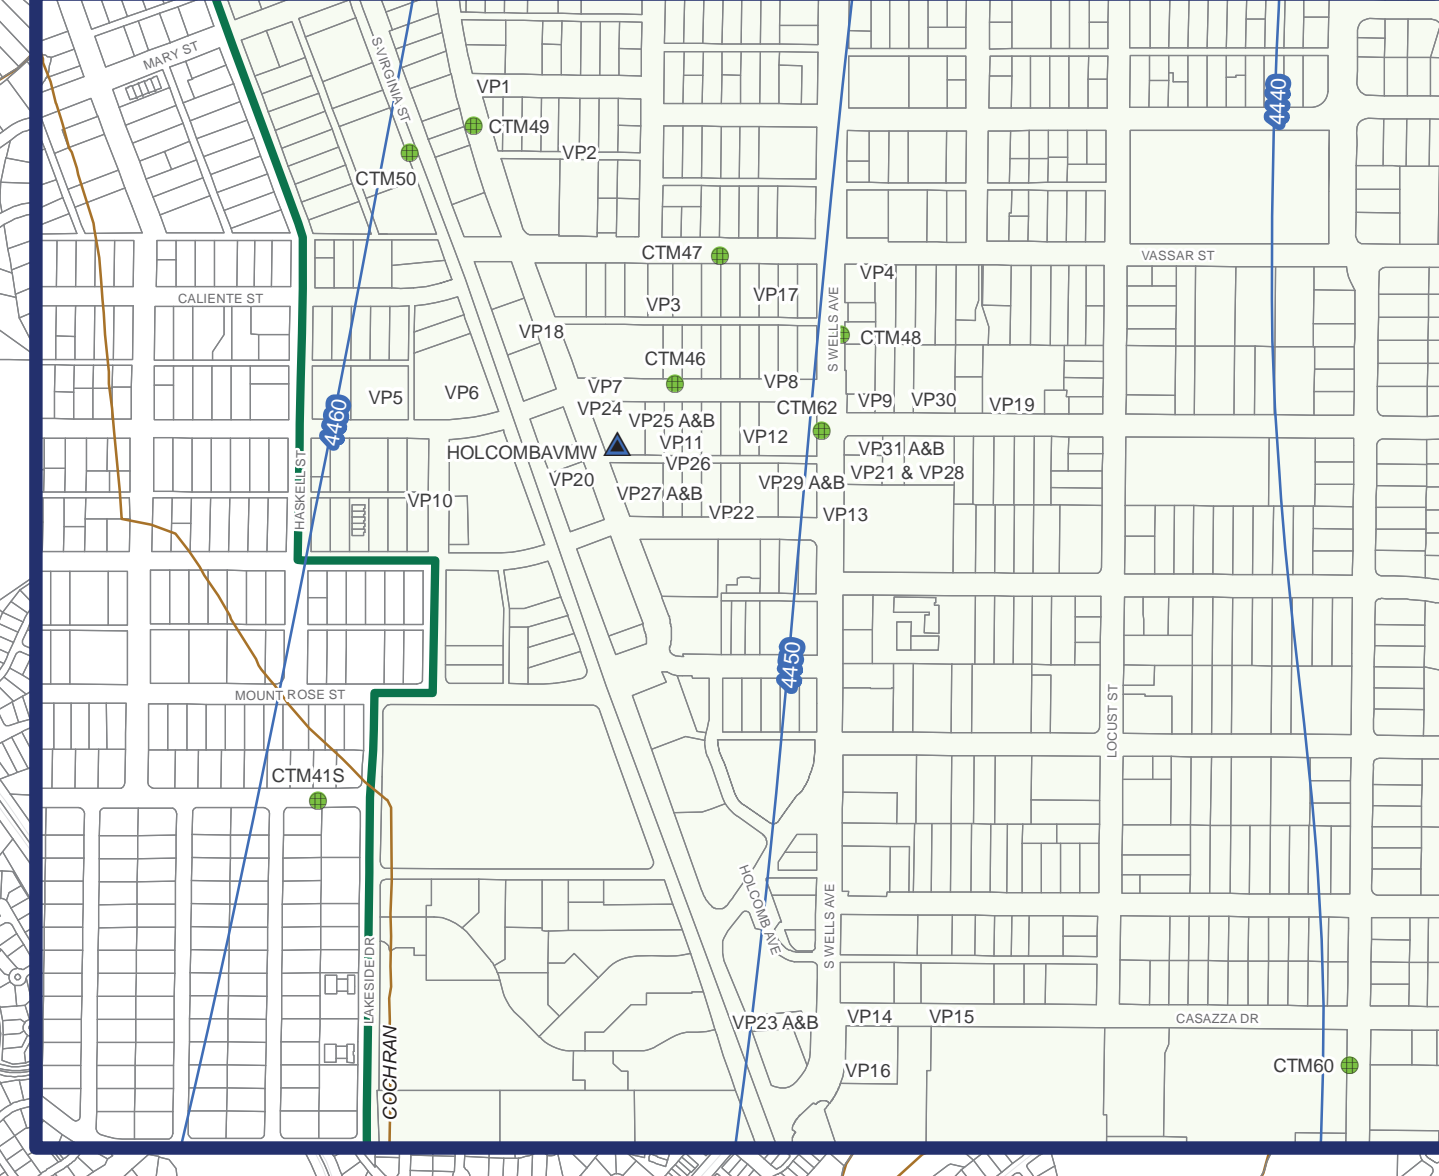 MARY ST
S VIRGINIA ST
VP1
4440
CTM49
VP2
CTM50
CTM47
VASSAR ST
VP4
CALIENTE ST
VP3
VP17
S WELLS AVE
VP18
CTM48
CTM46
VP7
VP8
VP5
VP6
VP9
VP30
VP19
VP24
CTM62
4460
VP25 A&B
VP11
VP12
HOLCOMBAVMW
VP31 A&B
VP26
VP21 & VP28
VP20
VP29 A&B
HASKELL ST
VP10
VP27 A&B
VP22
VP13
4450
MOUNT ROSE ST
LOCUST ST
CTM41S
HOLCOMB AVE
S WELLS AVE
LAKESIDE DR
VP23 A&B
VP14
VP15
CASAZZA DR
COCHRAN
VP16
CTM60